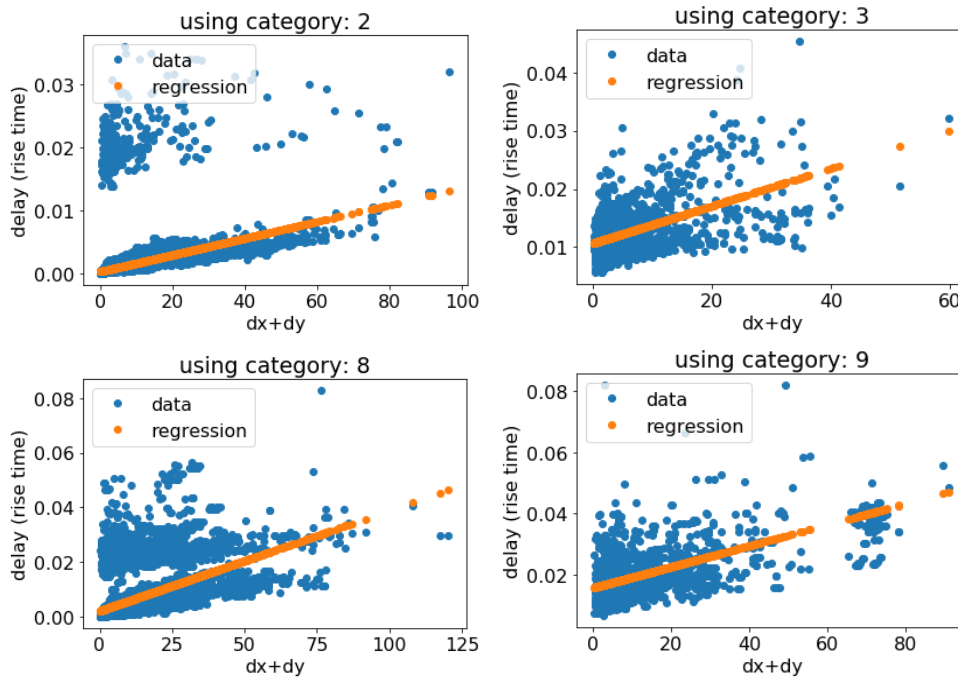 using category: 2
delay (rise time)
0.03
0.02
0.01
0.00
data
regression
0 20 40 60 80 100
dx+dy
using category: 3
delay (rise time)
0.04
0.03
0.02
0.01
data
regression
0 20 40 60
dx+dy
using category: 8
delay (rise time)
0.08
0.06
0.04
0.02
0.00
data
regression
0 25 50 75 100 125
dx+dy
using category: 9
delay (rise time)
0.08
0.06
0.04
0.02
data
regression
0 20 40 60 80
dx+dy